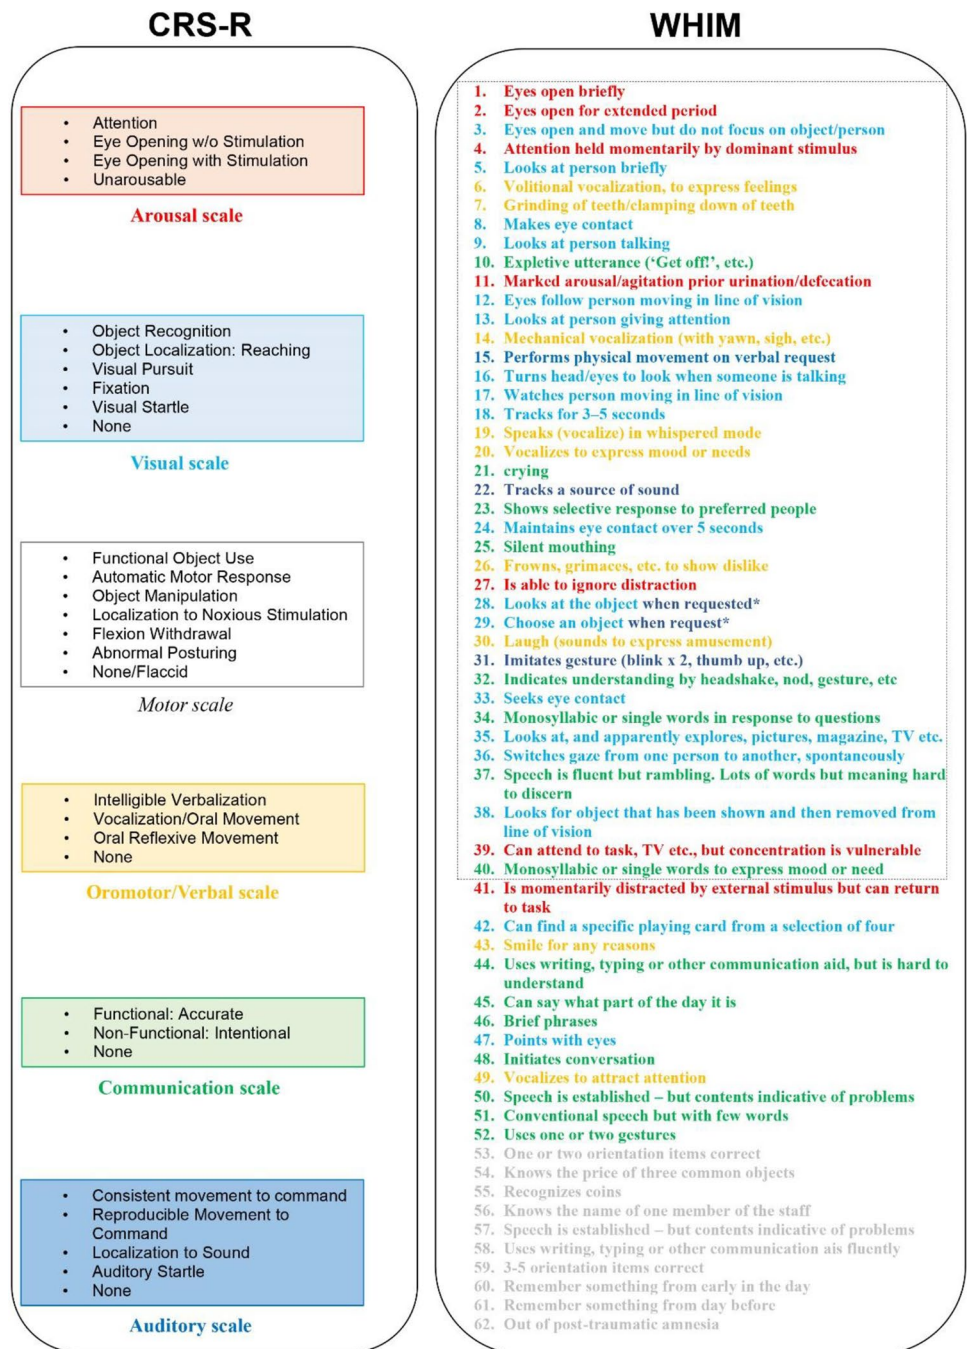 CRS-R
• Attention
• Eye Opening w/o Stimulation
• Eye Opening with Stimulation
• Unarousable
Arousal scale
• Object Recognition
• Object Localization: Reaching
• Visual Pursuit
• Fixation
• Visual Startle
• None
Visual scale
• Functional Object Use
• Automatic Motor Response
• Object Manipulation
• Localization to Noxious Stimulation
• Flexion Withdrawal
• Abnormal Posturing
• None/Flaccid
Motor scale
• Intelligible Verbalization
• Vocalization/Oral Movement
• Oral Reflexive Movement
• None
Oromotor/Verbal scale
• Functional: Accurate
• Non-Functional: Intentional
• None
Communication scale
• Consistent movement to command
• Reproducible Movement to
Command
• Localization to Sound
• Auditory Startle
• None
Auditory scale
WHIM
1. Eyes open briefly
2. Eyes open for extended period
3. Eyes open and move but do not focus on object/person
4. Attention held momentarily by dominant stimulus
5. Looks at person briefly
6. Volitional vocalization, to express feelings
7. Grinding of teeth/clamping down of teeth
8. Makes eye contact
9. Looks at person talking
10. Expletive utterance (‘Get off!’, etc.)
11. Marked arousal/agitation prior urination/defecation
12. Eyes follow person moving in line of vision
13. Looks at person giving attention
14. Mechanical vocalization (with yawn, sigh, etc.)
15. Performs physical movement on verbal request
16. Turns head/eyes to look when someone is talking
17. Watches person moving in line of vision
18. Tracks for 3–5 seconds
19. Speaks (vocalize) in whispered mode
20. Vocalizes to express mood or needs
21. crying
22. Tracks a source of sound
23. Shows selective response to preferred people
24. Maintains eye contact over 5 seconds
25. Silent mouthing
26. Frowns, grimaces, etc. to show dislike
27. Is able to ignore distraction
28. Looks at the object when requested*
29. Choose an object when request*
30. Laugh (sounds to express amusement)
31. Imitates gesture (blink x 2, thumb up, etc.)
32. Indicates understanding by headshake, nod, gesture, etc
33. Seeks eye contact
34. Monosyllabic or single words in response to questions
35. Looks at, and apparently explores, pictures, magazine, TV etc.
36. Switches gaze from one person to another, spontaneously
37. Speech is fluent but rambling. Lots of words but meaning hard
to discern
38. Looks for object that has been shown and then removed from
line of vision
39. Can attend to task, TV etc., but concentration is vulnerable
40. Monosyllabic or single words to express mood or need
41. Is momentarily distracted by external stimulus but can return
to task
42. Can find a specific playing card from a selection of four
43. Smile for any reasons
44. Uses writing, typing or other communication aid, but is hard to
understand
45. Can say what part of the day it is
46. Brief phrases
47. Points with eyes
48. Initiates conversation
49. Vocalizes to attract attention
50. Speech is established – but contents indicative of problems
51. Conventional speech but with few words
52. Uses one or two gestures
53. One or two orientation items correct
54. Knows the price of three common objects
55. Recognizes coins
56. Knows the name of one member of the staff
57. Speech is established – but contents indicative of problems
58. Uses writing, typing or other communication ais fluently
59. 3-5 orientation items correct
60. Remember something from early in the day
61. Remember something from day before
62. Out of post-traumatic amnesia